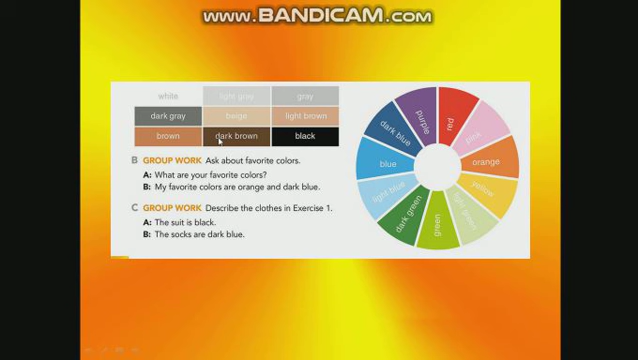 www.BANDICAM.com
white light gray gray
dark gray beige light brown
brown dark brown black
B GROUP WORK Ask about favorite colors.
A: What are your favorite colors?
B: My favorite colors are orange and dark blue.
C GROUP WORK Describe the clothes in Exercise 1.
A: The suit is black.
B: The socks are dark blue.
purple
red
pink
orange
yellow
light green
green
dark green
light blue
blue
dark blue